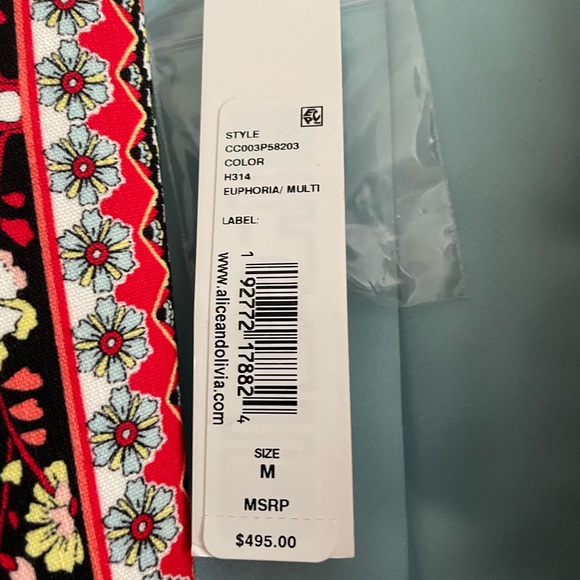 STYLE
CC003P58203
COLOR
H314
EUPHORIA/ MULTI
LABEL:
1 92772 17882 4
www.aliceandolivia.com
SIZE
M
MSRP
$495.00